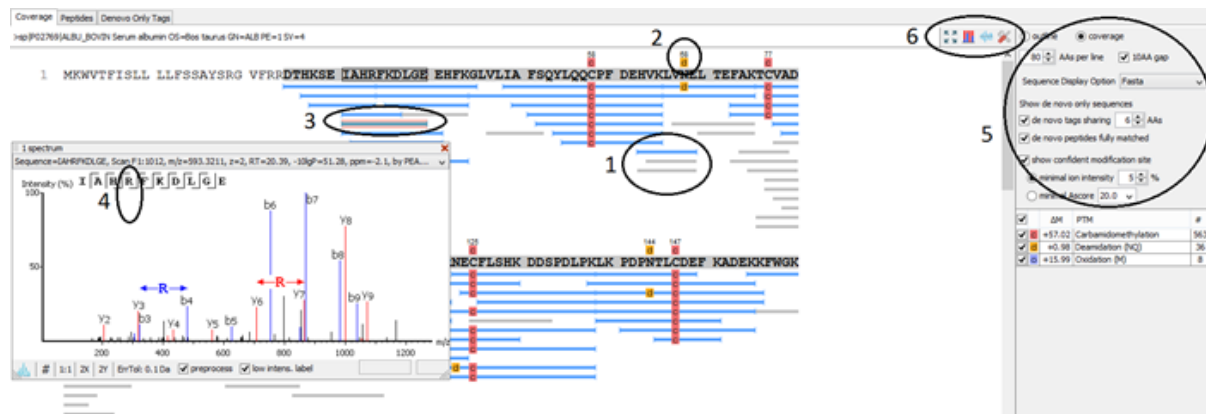 Coverage Peptides Denovo Only Tags
>sp|P02769|ALBU_BOVIN Serum albumin OS=Bos taurus GN=ALB PE=1 SV=4
6
outline coverage
2
80 AAs per line 10AA gap
58 68 77
c d c
1 MKWVTFISLL LLFSSAYSRG VFRRDTHKSE IAHRFKDLGE EHFKGLVLIA FSQYLQQCPF DEHVKLVNEL TEFAKTCVAD
Sequence Display Option Fasta
Show de novo only sequences
3
de novo tags sharing 6 AAs
5
de novo peptides fully matched
1 spectrum
1
show confident modification site
Sequence=IAHRFKDLGE, Scan F1:1012, m/z=593.3211, z=2, RT=20.39, -10lgP=51.28, ppm=-2.1, by PEA...
minimal ion intensity 5 %
Intensity (%) I A H R F K D L G E
minimal Ascore 20.0
4
100
b6 b7 y8
ΔM PTM #
c +57.02 Carbamidomethylation 563
d +0.98 Deamidation (NQ) 36
o +15.99 Oxidation (M) 8
125 144 147
c d c
NECFLSHK DDSPDLPKLK PDPNTLCDEF KADEKKFWGK
b8
50
R R
y2 y3 b3 y4 b4 y5 b5 y6 y7 b9 y9
200 400 600 800 1000 1200 m/z
# 1:1 2X 2Y ErrTol: 0.1 Da preprocess low intens. label